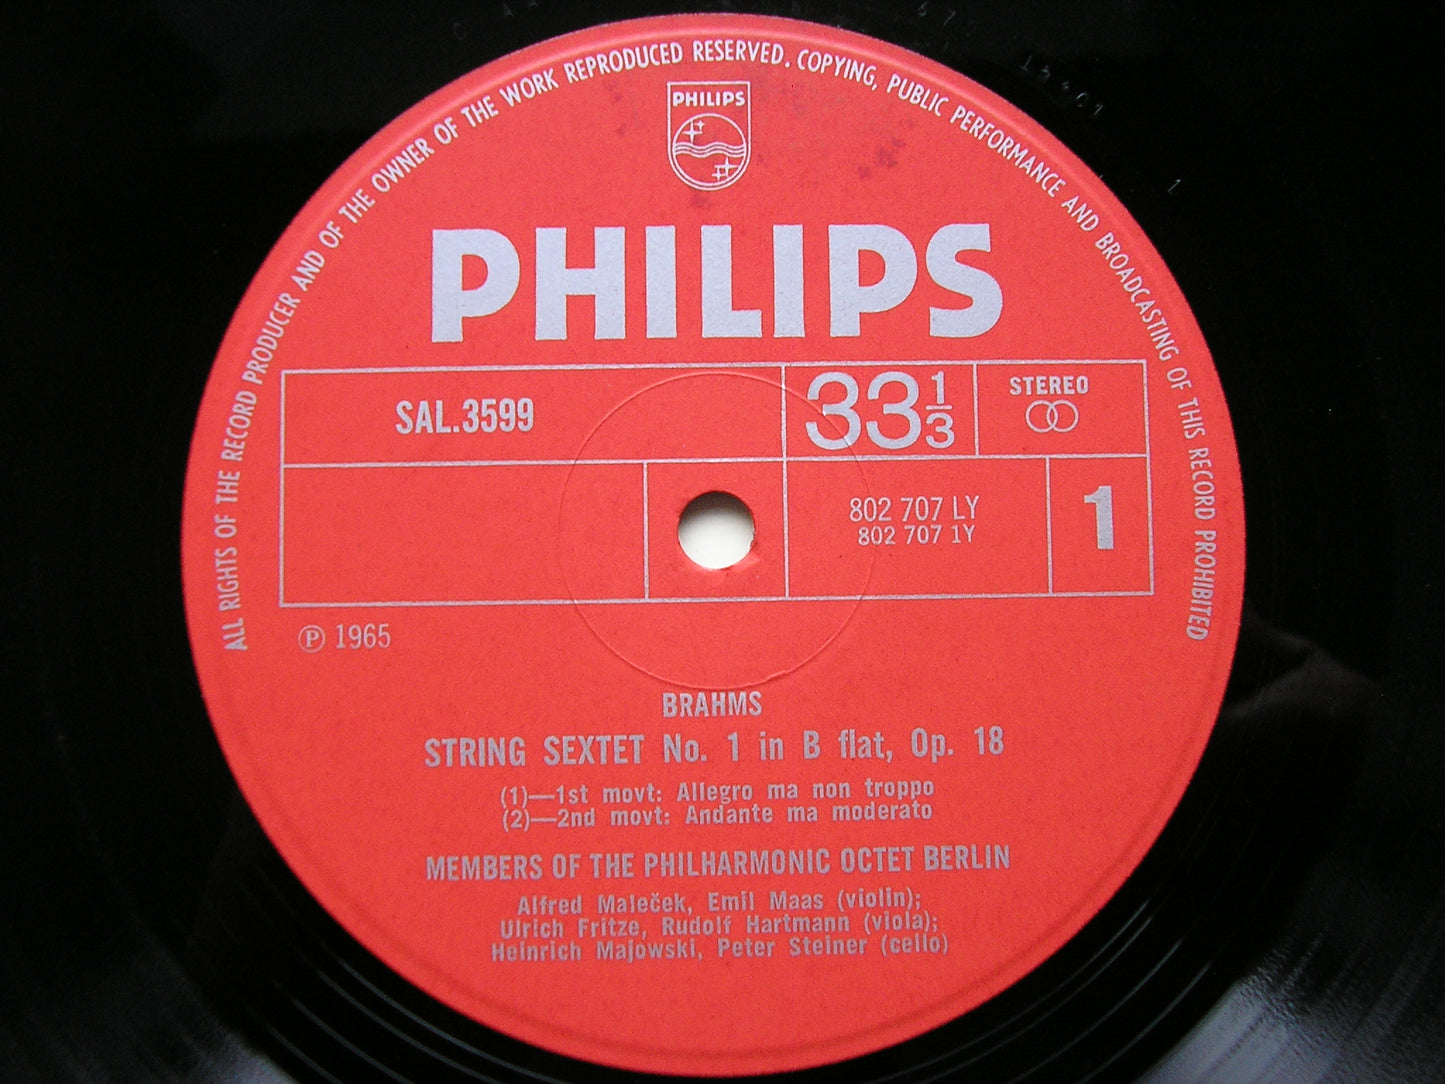 ALL RIGHTS OF THE RECORD PRODUCER AND OF THE OWNER OF THE WORK REPRODUCED RESERVED. COPYING, PUBLIC PERFORMANCE AND BROADCASTING OF THIS RECORD PROHIBITED
PHILIPS
PHILIPS
SAL.3599
33 1/3
STEREO
802 707 LY
802 707 1Y
1
Ⓟ 1965
BRAHMS
STRING SEXTET No. 1 in B flat, Op. 18
(1)—1st movt: Allegro ma non troppo
(2)—2nd movt: Andante ma moderato
MEMBERS OF THE PHILHARMONIC OCTET BERLIN
Alfred Maleček, Emil Maas (violin);
Ulrich Fritze, Rudolf Hartmann (viola);
Heinrich Majowski, Peter Steiner (cello)